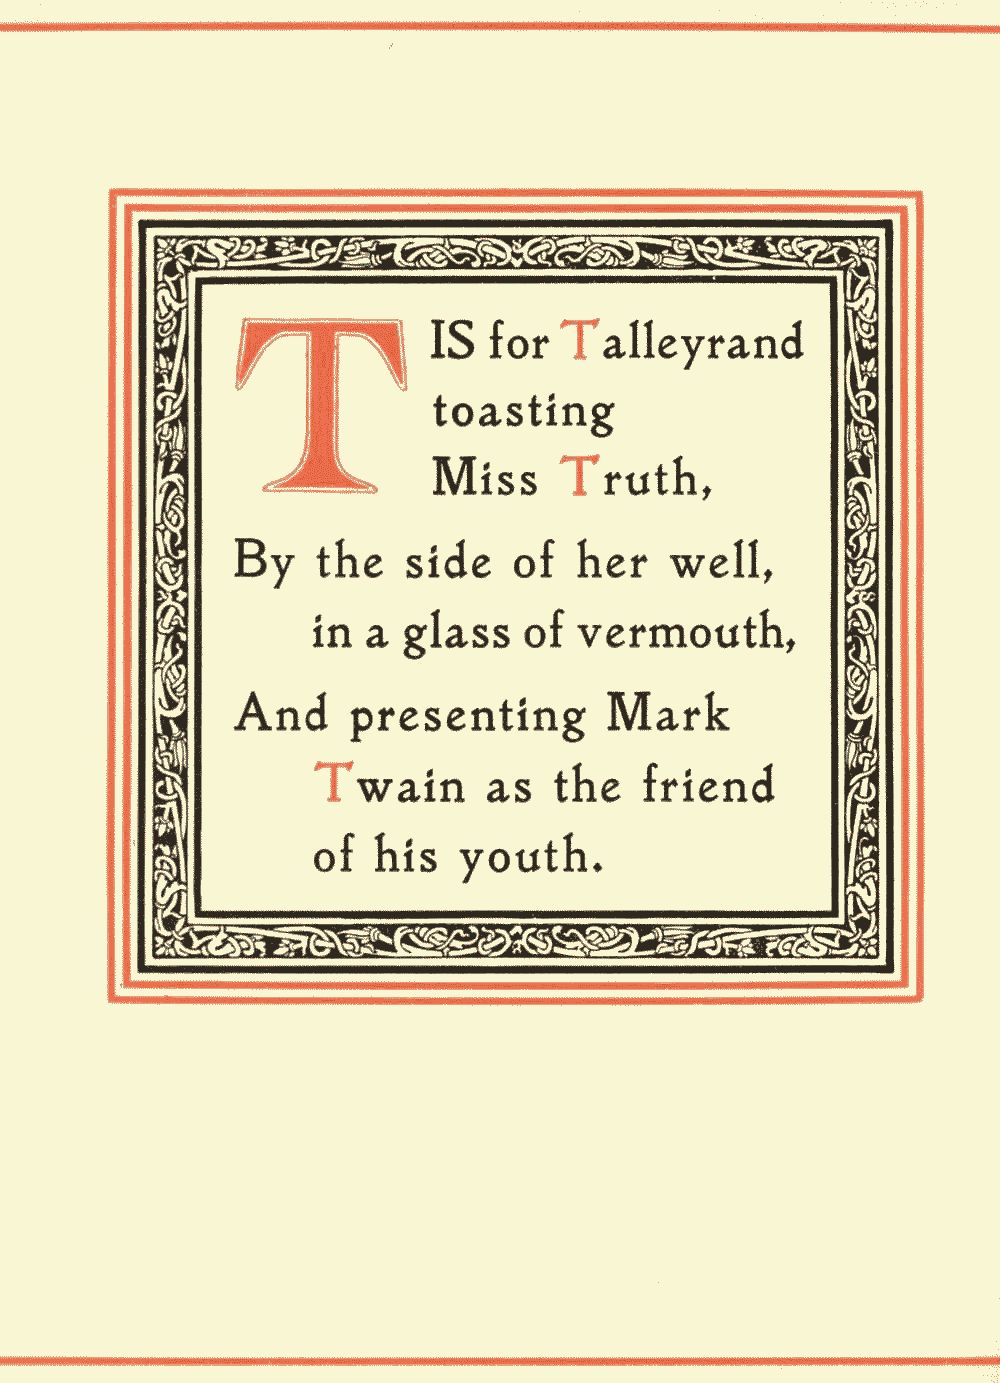 T IS for Talleyrand
toasting
Miss Truth,
By the side of her well,
in a glass of vermouth,
And presenting Mark
Twain as the friend
of his youth.